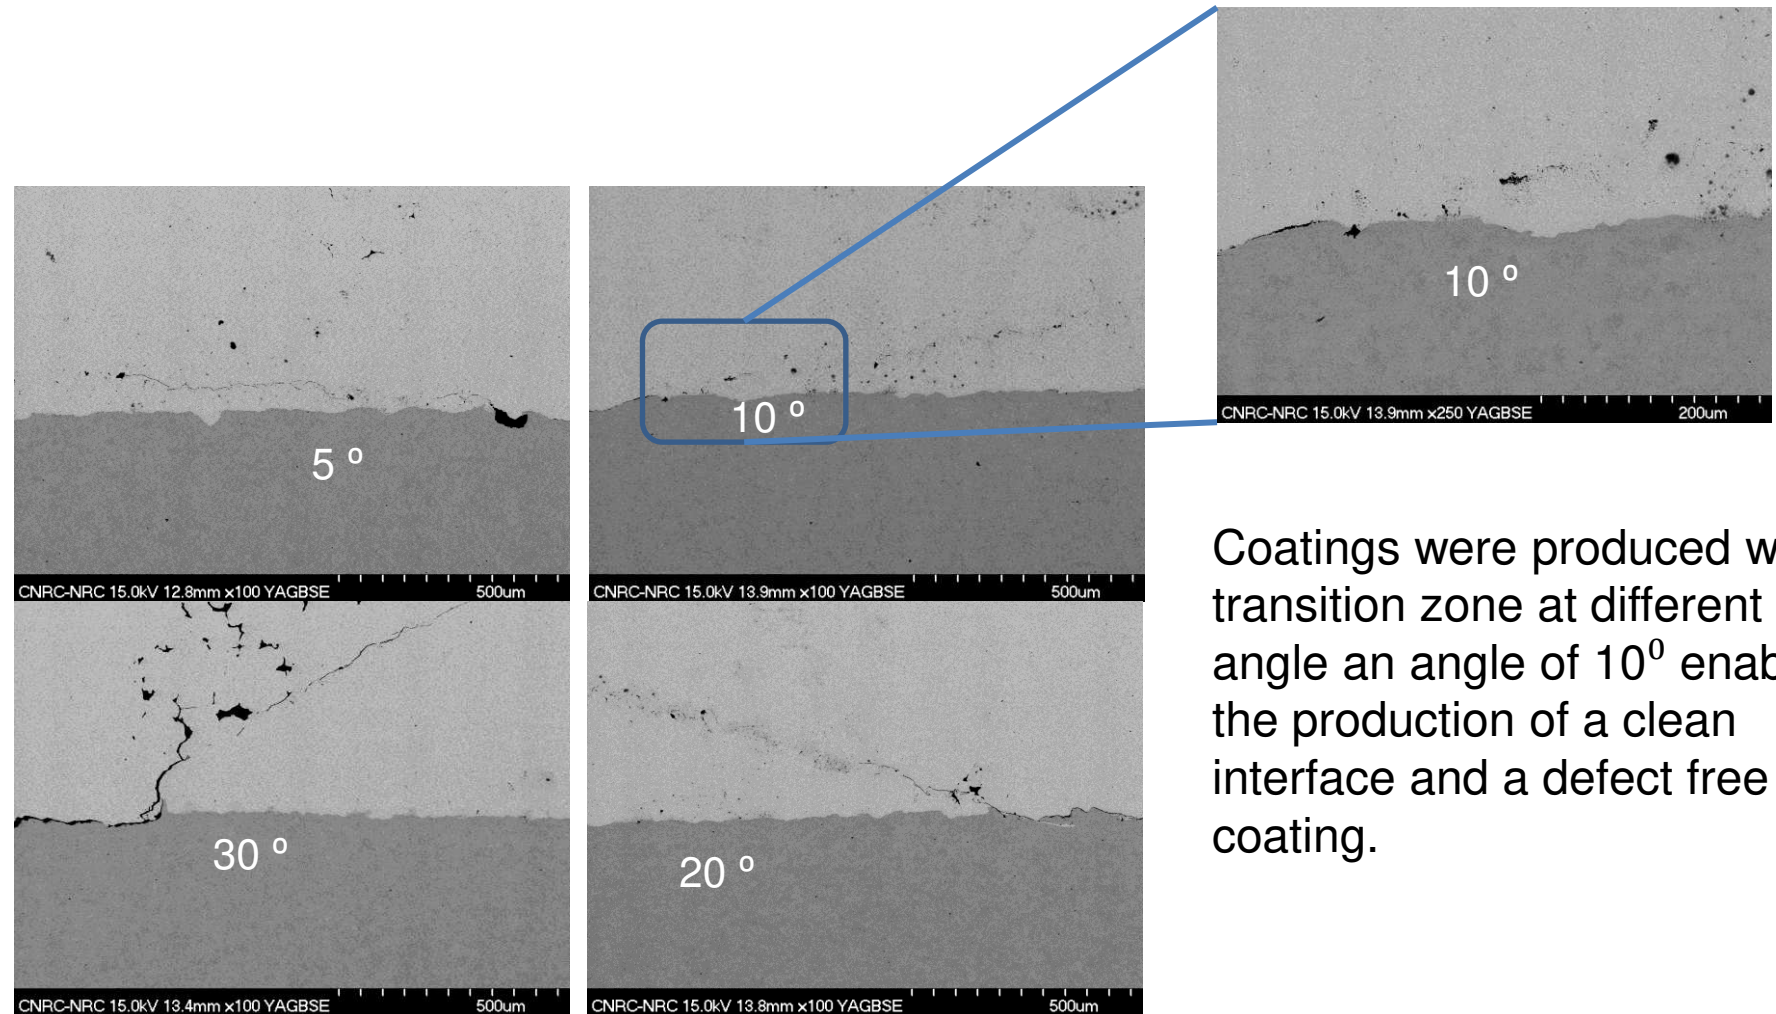 10 º
CNRC-NRC 15.0kV 13.9mm x250 YAGBSE 200um
5 º
CNRC-NRC 15.0kV 12.8mm x100 YAGBSE 500um
10 º
CNRC-NRC 15.0kV 13.9mm x100 YAGBSE 500um
30 º
CNRC-NRC 15.0kV 13.4mm x100 YAGBSE 500um
20 º
CNRC-NRC 15.0kV 13.8mm x100 YAGBSE 500um
Coatings were produced w
transition zone at different
angle an angle of 10⁰ enab
the production of a clean
interface and a defect free
coating.